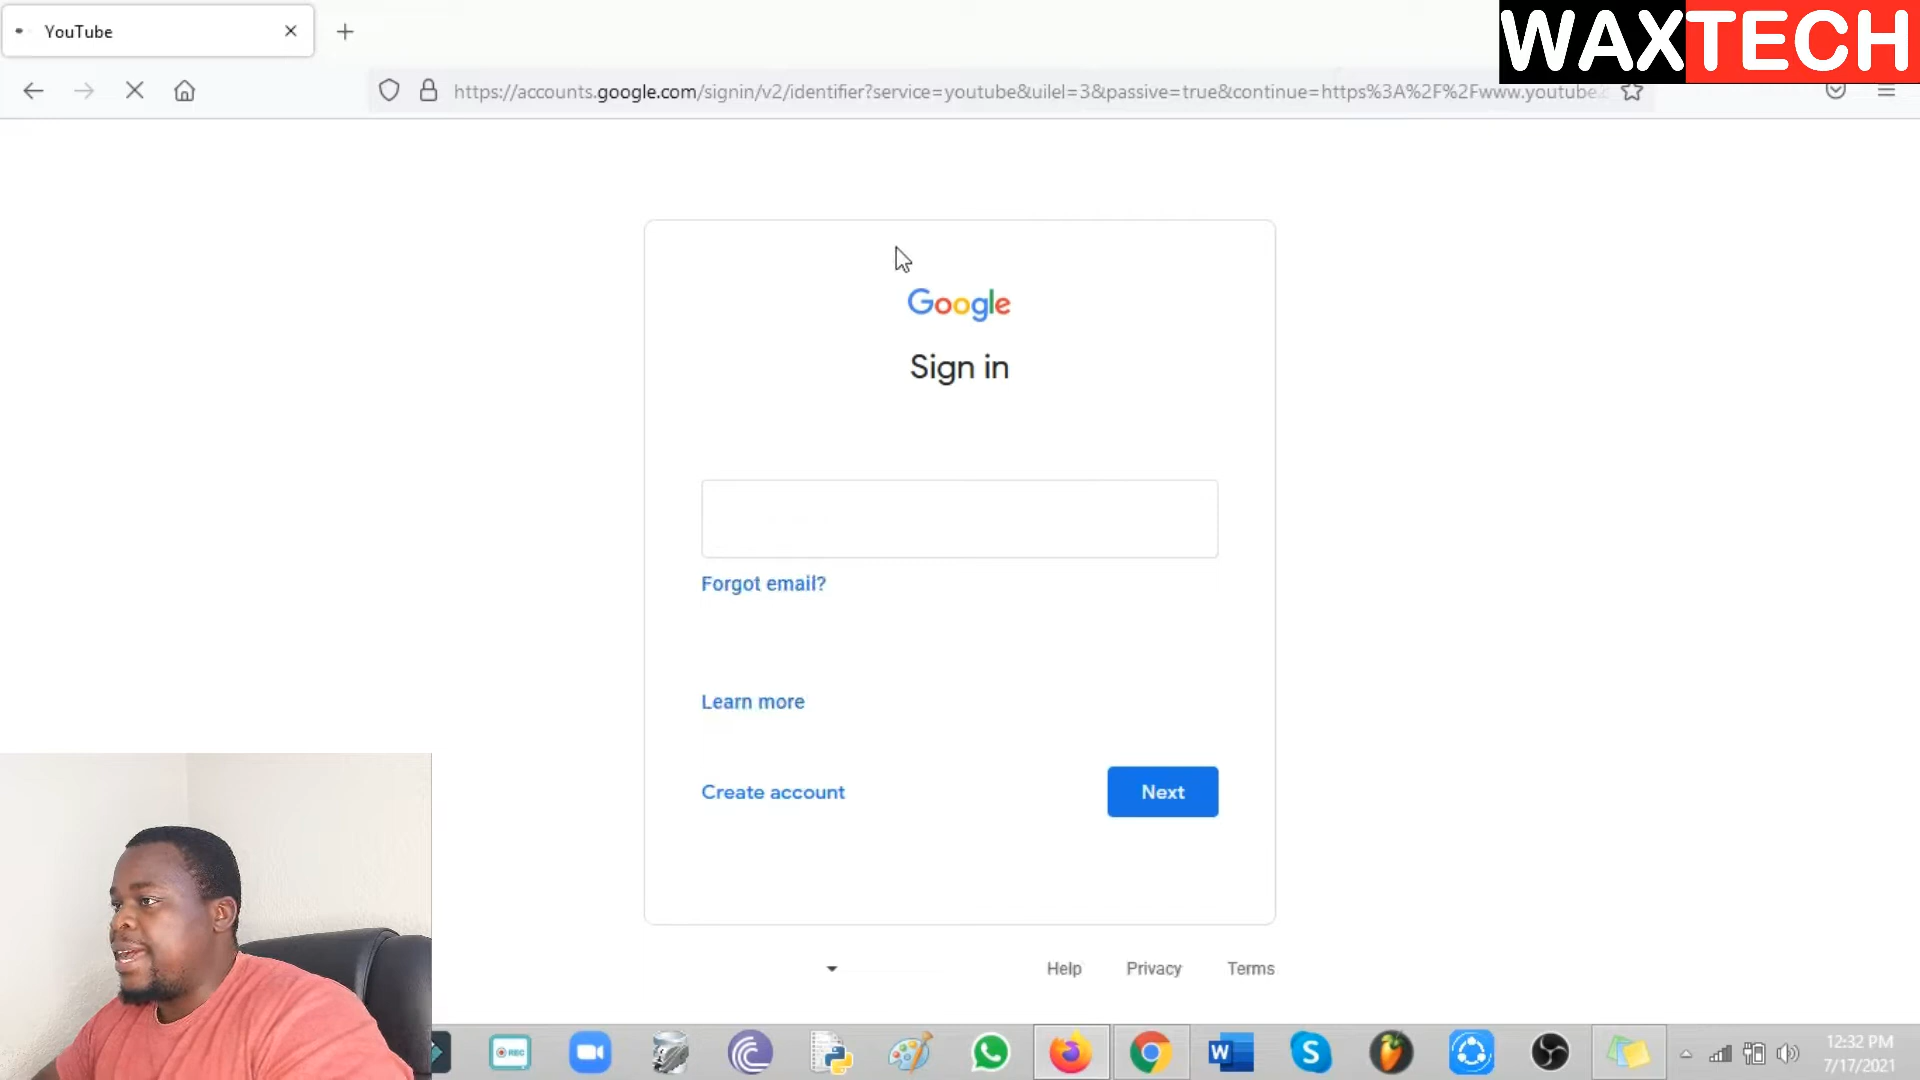 YouTube
WAXTECH
https://accounts.google.com/signin/v2/identifier?service=youtube&uilel=3&passive=true&continue=https%3A%2F%2Fwww.youtube
Google
Sign in
Forgot email?
Learn more
Create account
Next
Help
Privacy
Terms
REC
W
S
12:32 PM
7/17/2021